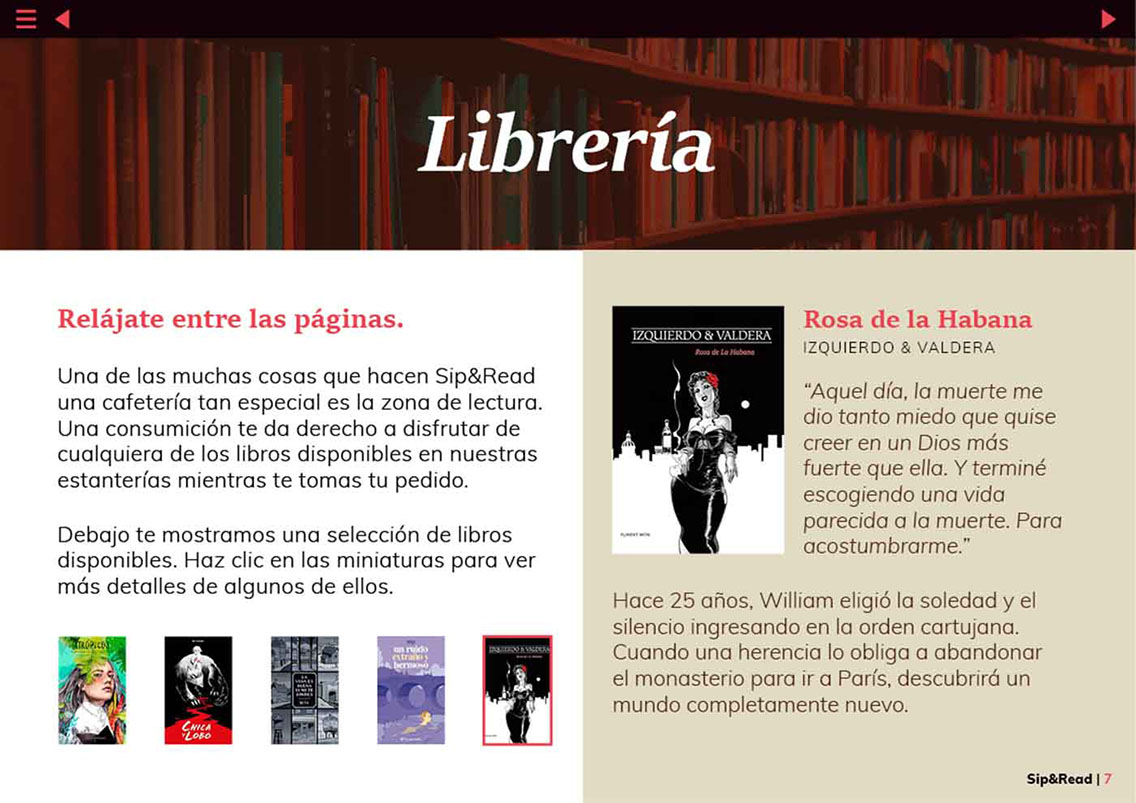 Librería
Relájate entre las páginas.
Una de las muchas cosas que hacen Sip&Read
una cafetería tan especial es la zona de lectura.
Una consumición te da derecho a disfrutar de
cualquiera de los libros disponibles en nuestras
estanterías mientras te tomas tu pedido.
Debajo te mostramos una selección de libros
disponibles. Haz clic en las miniaturas para ver
más detalles de algunos de ellos.
CHICA
Y LOBO
un ruido
extraño y
hermoso
IZQUIERDO & VALDERA
IZQUIERDO & VALDERA
Rosa de La Habana
Rosa de la Habana
IZQUIERDO & VALDERA
“Aquel día, la muerte me
dio tanto miedo que quise
creer en un Dios más
fuerte que ella. Y terminé
escogiendo una vida
parecida a la muerte. Para
acostumbrarme.”
Hace 25 años, William eligió la soledad y el
silencio ingresando en la orden cartujana.
Cuando una herencia lo obliga a abandonar
el monasterio para ir a París, descubrirá un
mundo completamente nuevo.
Sip&Read | 7